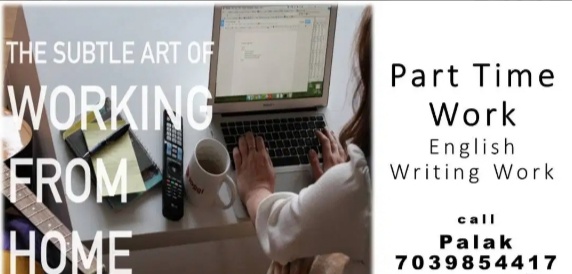 THE SUBTLE ART OF
WORKING
FROM
HOME
Part Time
Work
English
Writing Work
call
Palak
7039854417